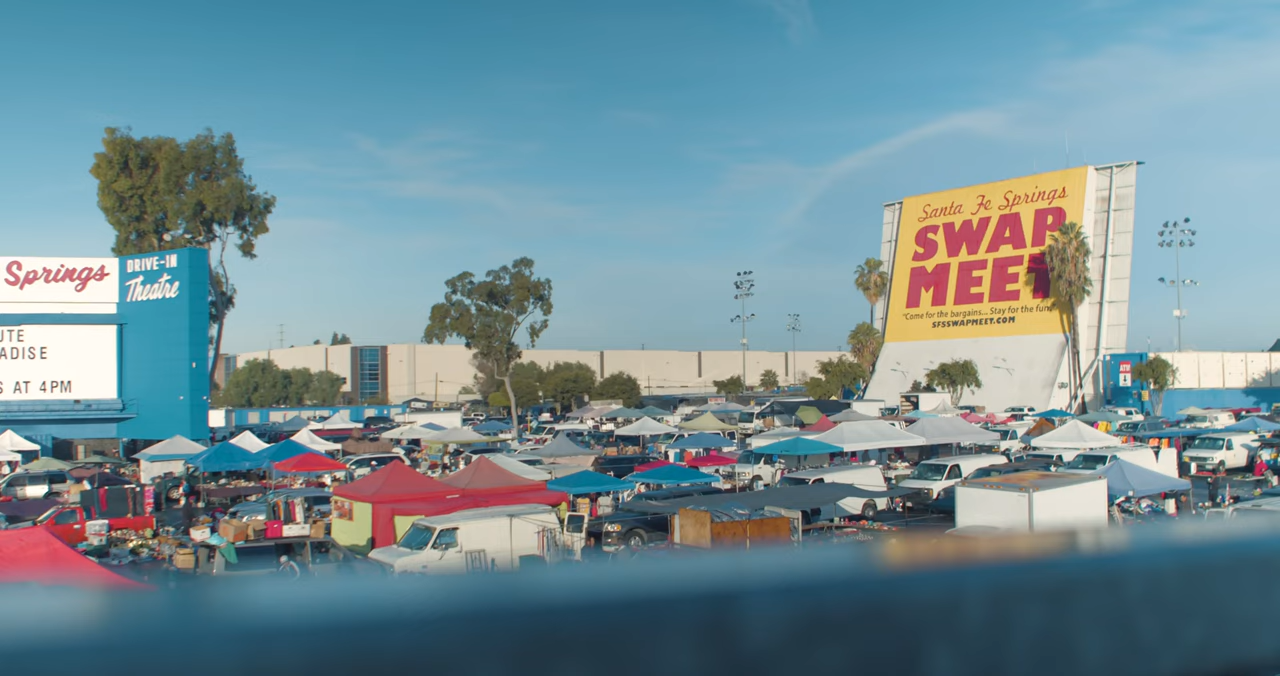 Springs
DRIVE-IN
Theatre
UTE
ADISE
S AT 4PM
Santa Fe Springs
SWAP
MEET
"Come for the bargains... Stay for the fun"
SFSSWAPMEET.COM
ATM